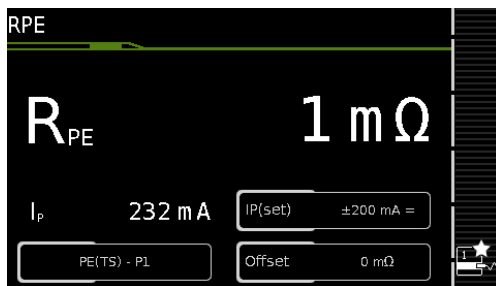 RPE
RPE 1 mΩ
IP 232 mA IP(set) ±200 mA =
PE(TS) - P1 Offset 0 mΩ
1